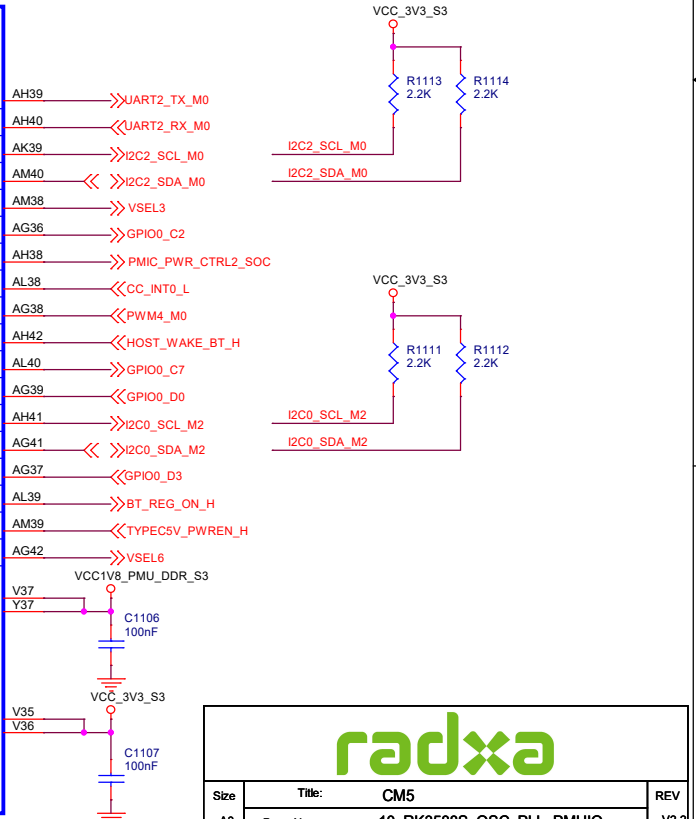 VCC_3V3_S3
R1113
2.2K
R1114
2.2K
I2C2_SCL_M0
I2C2_SDA_M0
AH39 UART2_TX_M0
AH40 UART2_RX_M0
AK39 I2C2_SCL_M0
AM40 I2C2_SDA_M0
AM38 VSEL3
AG36 GPIO0_C2
AH38 PMIC_PWR_CTRL2_SOC
AL38 CC_INT0_L
AG38 PWM4_M0
AH42 HOST_WAKE_BT_H
AL40 GPIO0_C7
AG39 GPIO0_D0
AH41 I2C0_SCL_M2
AG41 I2C0_SDA_M2
AG37 GPIO0_D3
AL39 BT_REG_ON_H
AM39 TYPEC5V_PWREN_H
AG42 VSEL6
VCC_3V3_S3
R1111
2.2K
R1112
2.2K
I2C0_SCL_M2
I2C0_SDA_M2
VCC1V8_PMU_DDR_S3
V37
Y37
C1106
100nF
VCC_3V3_S3
V35
V36
C1107
100nF
radxa
Size Title: CM5 REV